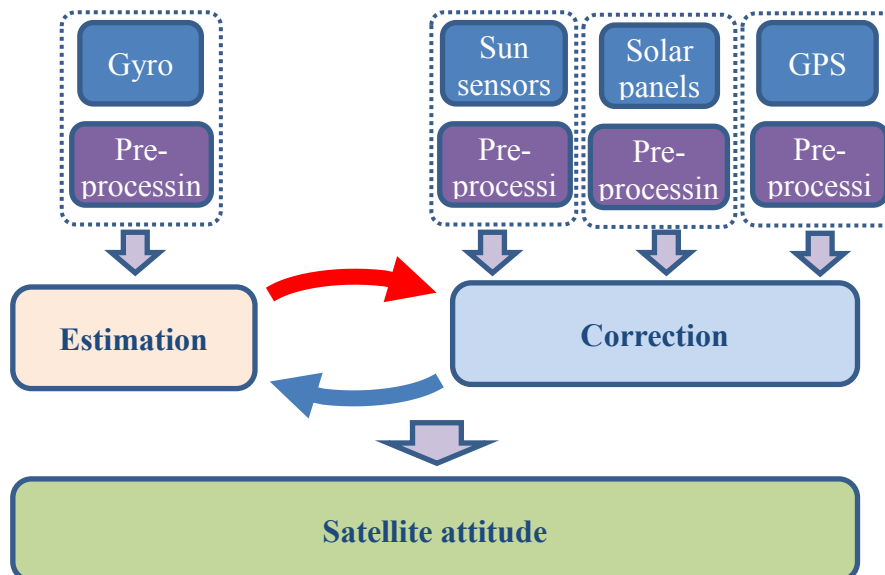 Gyro
Pre-
processin
Sun
sensors
Pre-
processi
Solar
panels
Pre-
processin
GPS
Pre-
processi
Estimation
Correction
Satellite attitude